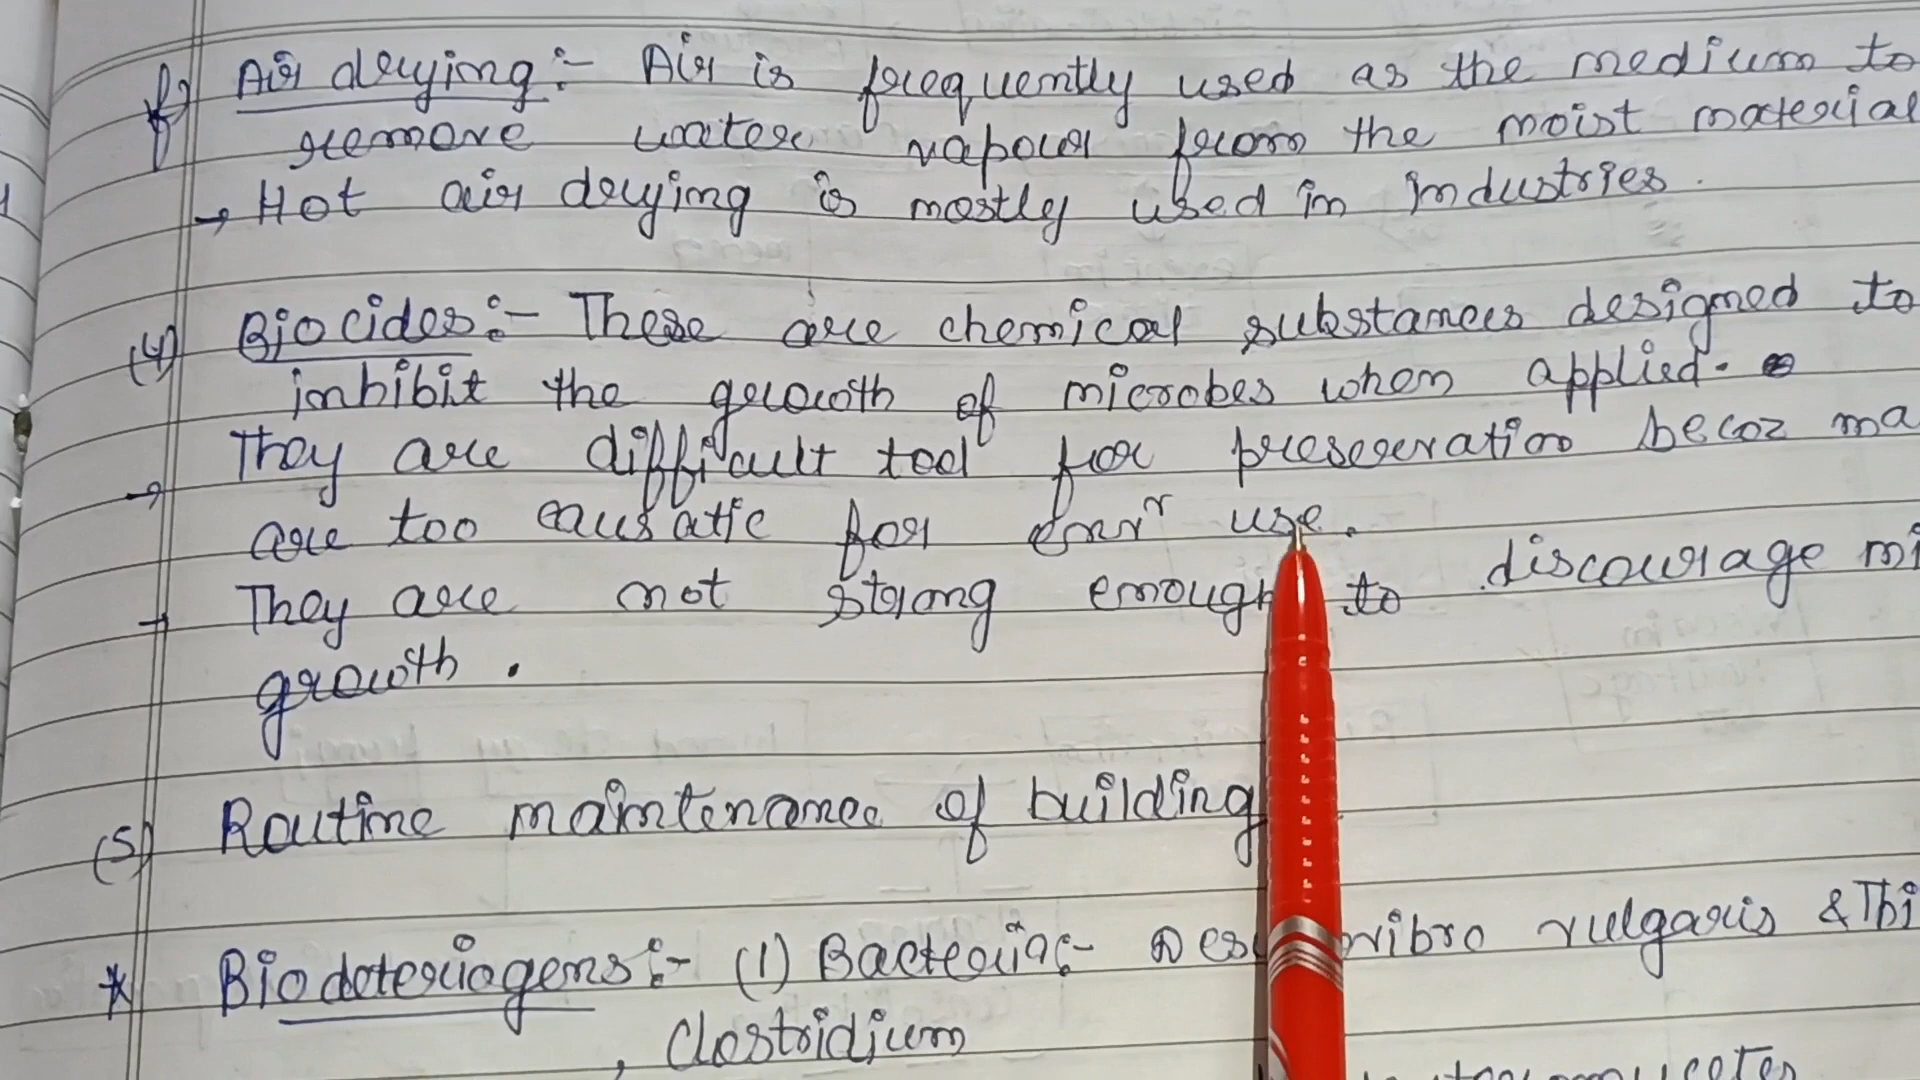 f) Air drying :- Air is frequently used as the medium to
remove water vapour from the moist material
→ Hot air drying is mostly used in industries.
(4) Biocides :- These are chemical substances designed to
inhibit the growth of microbes when applied.
→ They are difficult tool for preservation becoz ma
are too causatic for envr use.
→ They are not strong enough to discourage mi
growth.
(5) Routine maintenance of building
* Biodeteriogens :- (1) Bacteria :- Des vibro vulgaris & Thi
, Clostridium